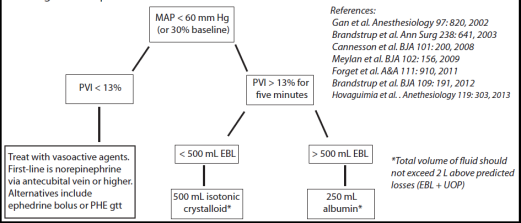 MAP < 60 mm Hg
(or 30% baseline)
References:
Gan et al. Anesthesiology 97: 820, 2002
Brandstrup et al. Ann Surg 238: 641, 2003
Cannesson et al. BJA 101: 200, 2008
Meylan et al. BJA 102: 156, 2009
Forget et al. A&A 111: 910, 2011
Brandstrup et al. BJA 109: 191, 2012
Hovaguimia et al. . Anethesiology 119: 303, 2013
PVI < 13%
PVI > 13% for
five minutes
Treat with vasoactive agents.
First-line is norepinephrine
via antecubital vein or higher.
Alternatives include
ephedrine bolus or PHE gtt
< 500 mL EBL
> 500 mL EBL
500 mL isotonic
crystalloid*
250 mL
albumin*
*Total volume of fluid should
not exceed 2 L above predicted
losses (EBL + UOP)